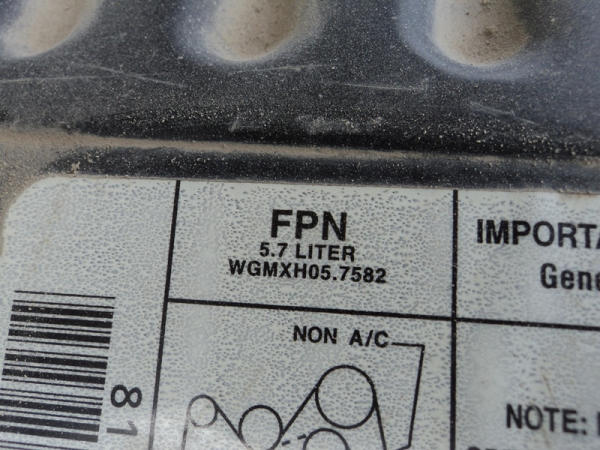 FPN
5.7 LITER
WGMXH05.7582
IMPORTA
Gene
NON A/C
81
NOTE: